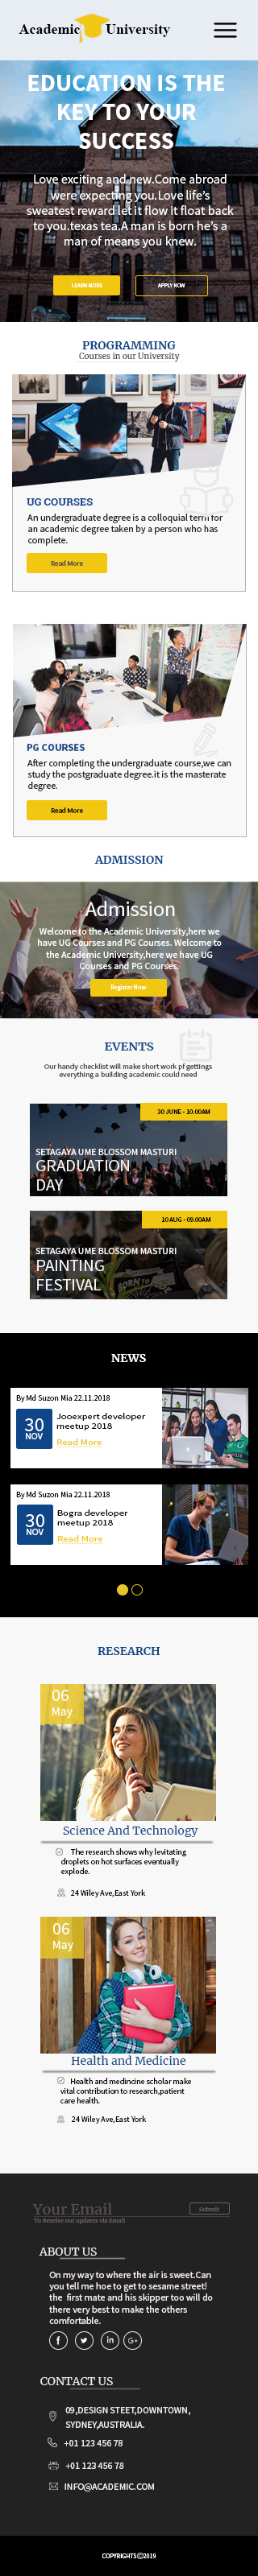 Academic University
EDUCATION IS THE
KEY TO YOUR
SUCCESS
Love exciting and new.Come abroad
were expecting you.Love life's
sweatest reward let it flow it float back
to you.texas tea.A man is born he's a
man of means you knew.
LEARN MORE
APPLY NOW
PROGRAMMING
Courses in our University
UG COURSES
An undergraduate degree is a colloquial term for
an academic degree taken by a person who has
complete.
Read More
PG COURSES
After completing the undergraduate course,we can
study the postgraduate degree.it is the masterate
degree.
Read More
ADMISSION
Admission
Welcome to the Academic University,here we
have UG Courses and PG Courses. Welcome to
the Academic University,here we have UG
Courses and PG Courses.
Register Now
EVENTS
Our handy checklist will make short work pf gettings
everything a building academic could need
30 JUNE - 10.00AM
SETAGAYA UME BLOSSOM MASTURI
GRADUATION
DAY
10 AUG - 09.00AM
SETAGAYA UME BLOSSOM MASTURI
PAINTING
FESTIVAL
NEWS
By Md Suzon Mia 22.11.2018
30
NOV
Jooexpert developer
meetup 2018
Read More
By Md Suzon Mia 22.11.2018
30
NOV
Bogra developer
meetup 2018
Read More
RESEARCH
06
May
Science And Technology
The research shows why levitating
droplets on hot surfaces eventually
explode.
24 Wiley Ave,East York
06
May
Health and Medicine
Health and medincine scholar make
vital contribution to research,patient
care health.
24 Wiley Ave,East York
Your Email
Submit
To Receive our updates via Email
ABOUT US
On my way to where the air is sweet.Can
you tell me hoe to get to sesame street!
the first mate and his skipper too will do
there very best to make the others
comfortable.
CONTACT US
09,DESIGN STEET,DOWNTOWN,
SYDNEY,AUSTRALIA.
+01 123 456 78
+01 123 456 78
INFO@ACADEMIC.COM
COPYRIGHTS©2019